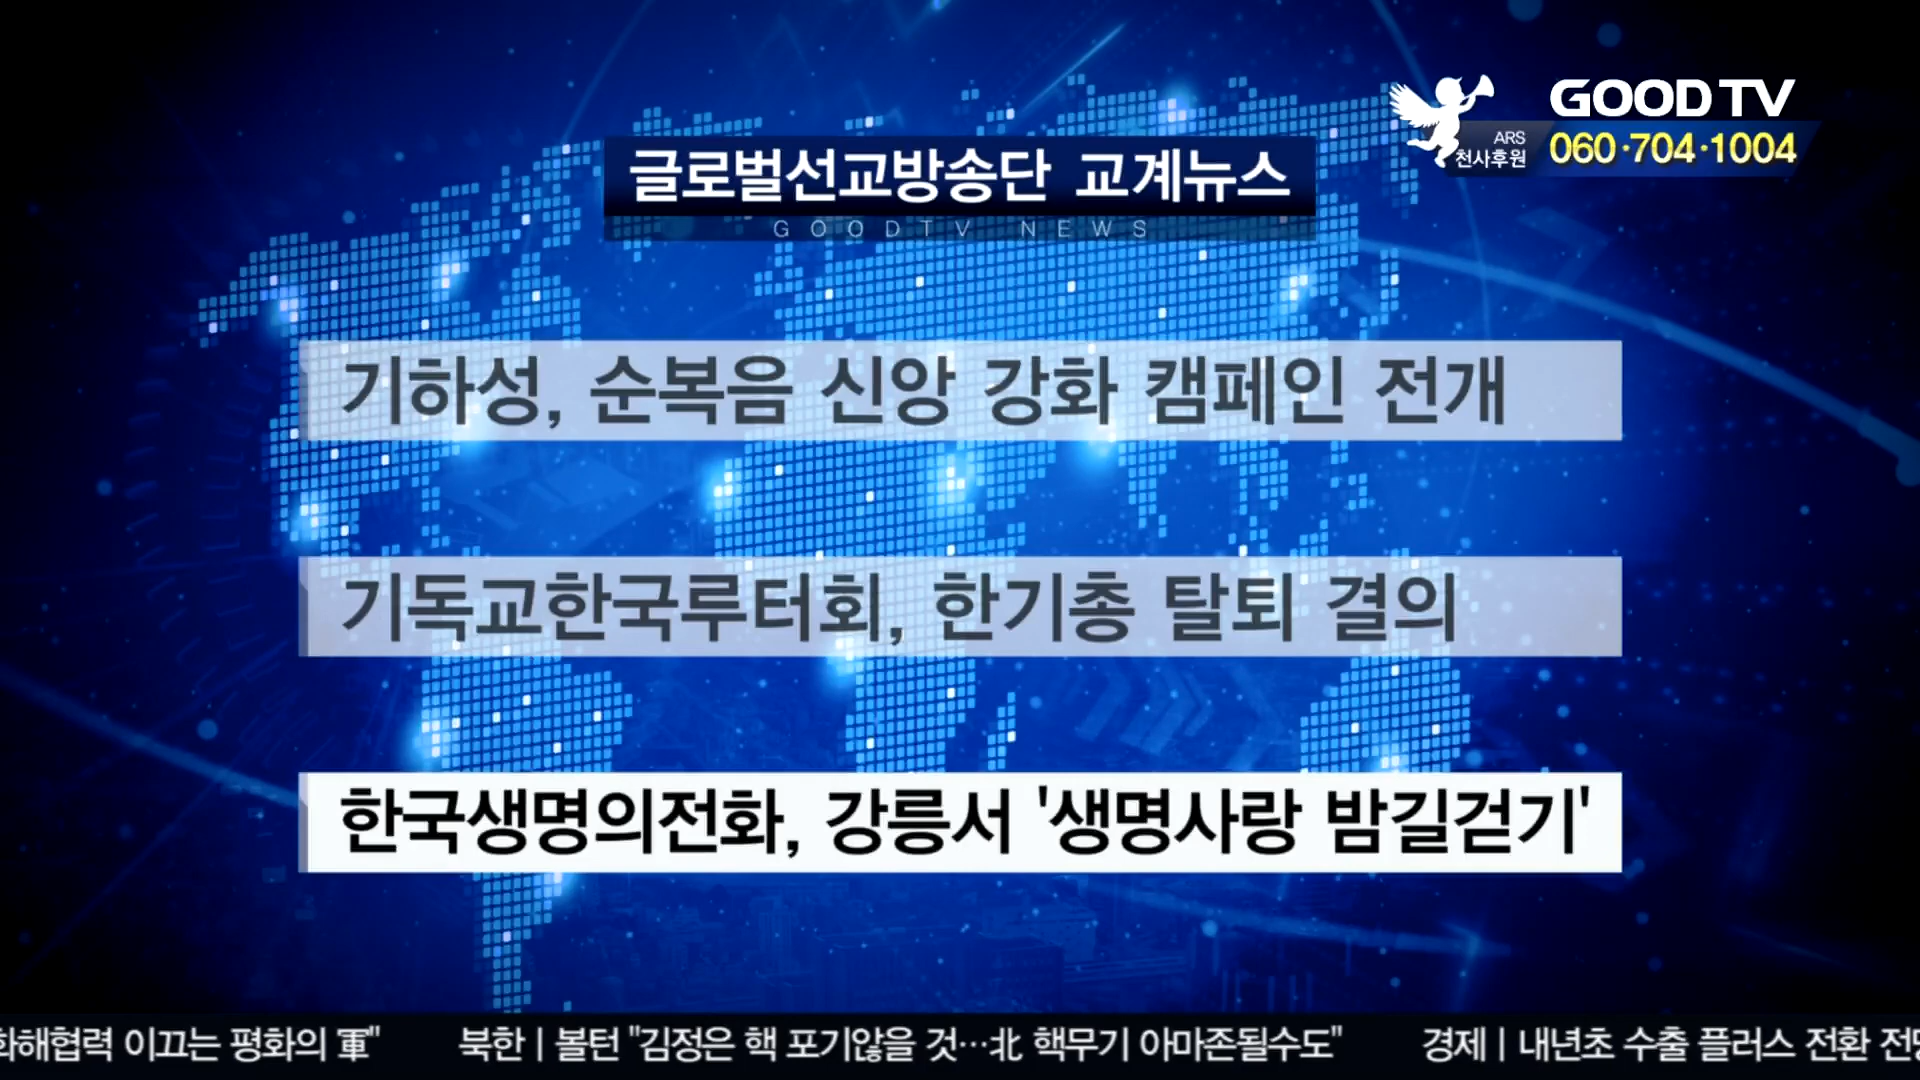 GOODTV
ARS
천사후원 060·704·1004
글로벌선교방송단 교계뉴스
GOODTV NEWS
기하성, 순복음 신앙 강화 캠페인 전개
기독교한국루터회, 한기총 탈퇴 결의
한국생명의전화, 강릉서 '생명사랑 밤길걷기'
화해협력 이끄는 평화의 軍" 북한 | 볼턴 "김정은 핵 포기않을 것…北 핵무기 아마존될수도" 경제 | 내년초 수출 플러스 전환 전망